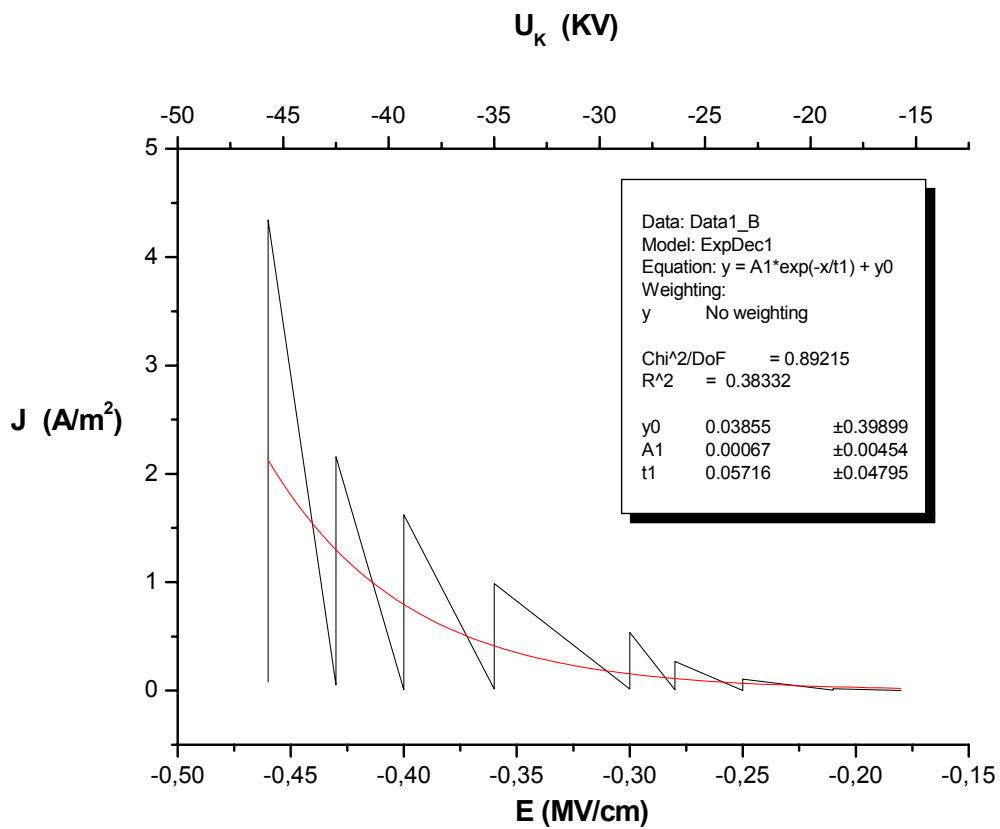 U_K (KV)
-50 -45 -40 -35 -30 -25 -20 -15
5
4
3
2
1
0
J (A/m²)
Data: Data1_B
Model: ExpDec1
Equation: y = A1*exp(-x/t1) + y0
Weighting:
y No weighting
Chi^2/DoF = 0.89215
R^2 = 0.38332
y0 0.03855 ±0.39899
A1 0.00067 ±0.00454
t1 0.05716 ±0.04795
-0,50 -0,45 -0,40 -0,35 -0,30 -0,25 -0,20 -0,15
E (MV/cm)